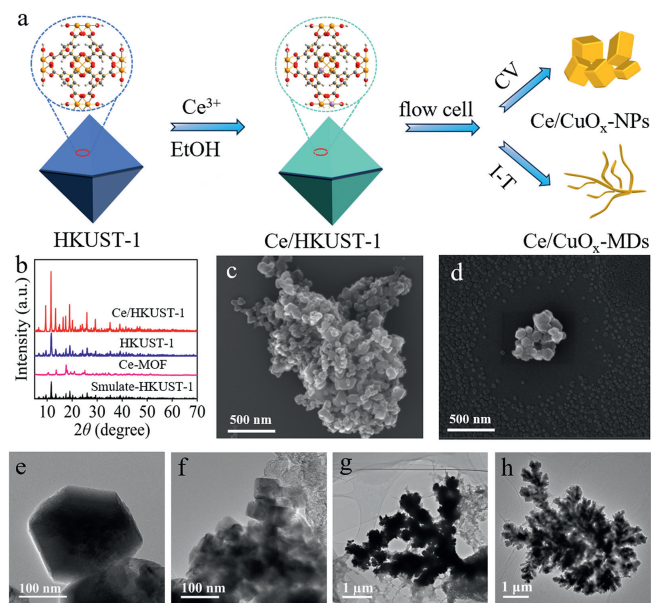 a
Ce³⁺
EtOH
flow cell
CV
I-T
Ce/CuOₓ-NPs
HKUST-1
Ce/HKUST-1
Ce/CuOₓ-MDs
b
Intensity (a.u.)
Ce/HKUST-1
HKUST-1
Ce-MOF
Smulate-HKUST-1
10 20 30 40 50 60 70
2θ (degree)
c
500 nm
d
500 nm
e
100 nm
f
100 nm
g
1 μm
h
1 μm